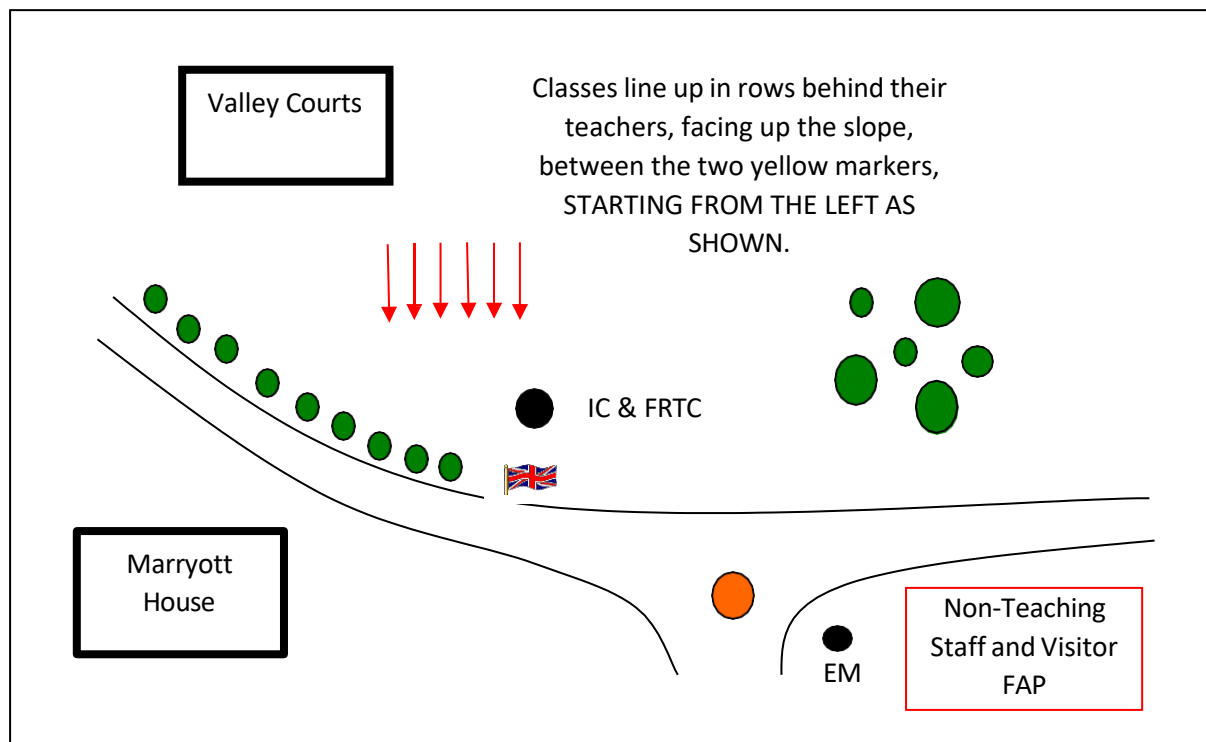 Valley Courts
Classes line up in rows behind their
teachers, facing up the slope,
between the two yellow markers,
STARTING FROM THE LEFT AS
SHOWN.
IC & FRTC
Marryott
House
EM
Non-Teaching
Staff and Visitor
FAP